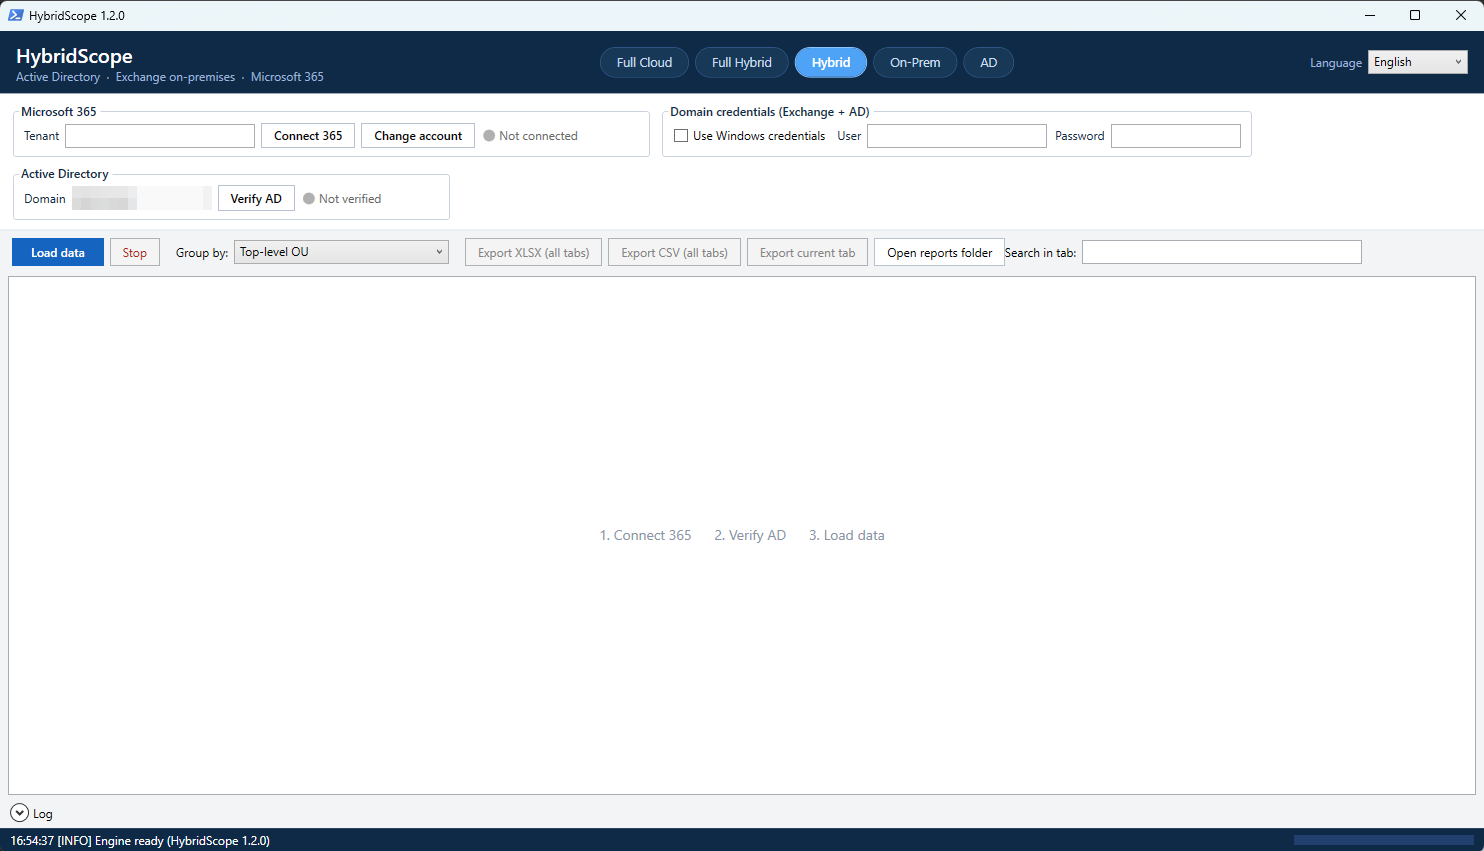 HybridScope 1.2.0
HybridScope
Active Directory · Exchange on-premises · Microsoft 365
Full Cloud
Full Hybrid
Hybrid
On-Prem
AD
Language English
Microsoft 365
Tenant Connect 365 Change account Not connected
Domain credentials (Exchange + AD)
Use Windows credentials User Password
Active Directory
Domain Verify AD Not verified
Load data Stop Group by: Top-level OU Export XLSX (all tabs) Export CSV (all tabs) Export current tab Open reports folder Search in tab:
1. Connect 365 2. Verify AD 3. Load data
Log
16:54:37 [INFO] Engine ready (HybridScope 1.2.0)